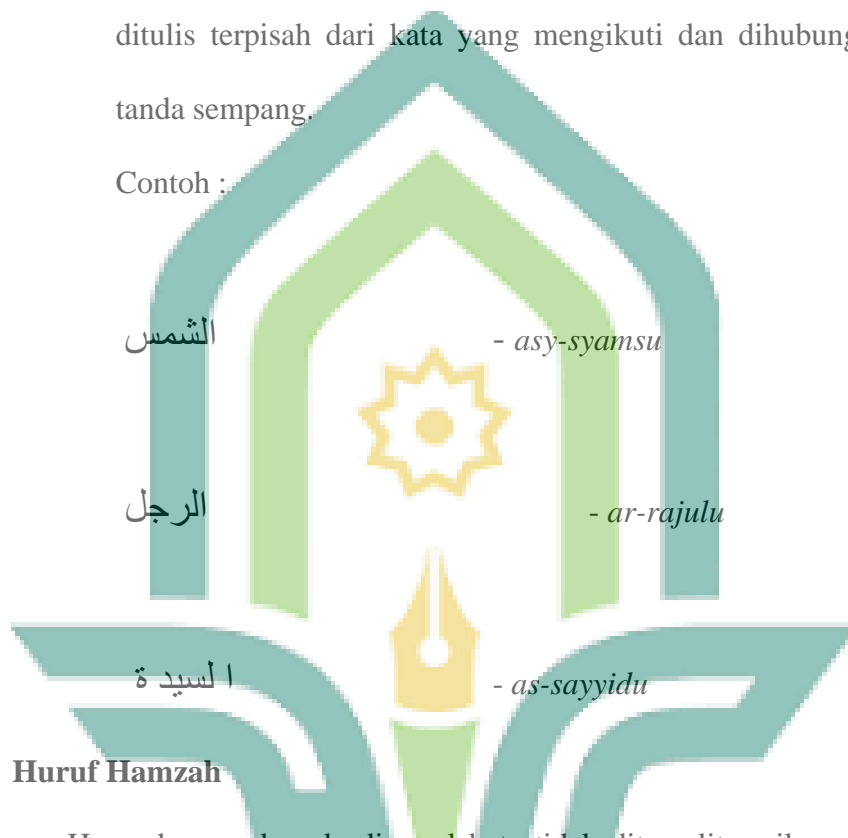 ditulis terpisah dari kata yang mengikuti dan
tanda sempang.
Contoh :
الشمس - asy-syamsu
الرجل - ar-rajulu
ا لسيد ة - as-sayyidu
Huruf Hamzah